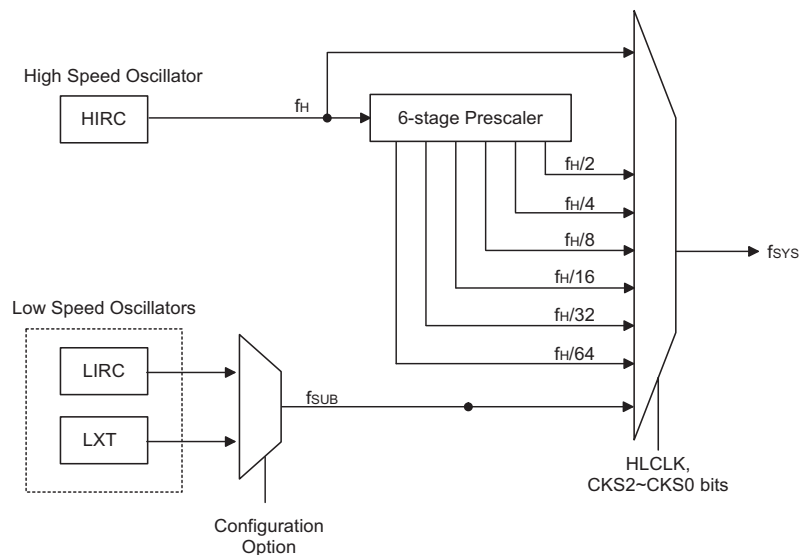 High Speed Oscillator
HIRC
fH
6-stage Prescaler
fH/2
fH/4
fH/8
fH/16
fH/32
fH/64
fSYS
Low Speed Oscillators
LIRC
LXT
fSUB
HLCLK,
CKS2~CKS0 bits
Configuration
Option